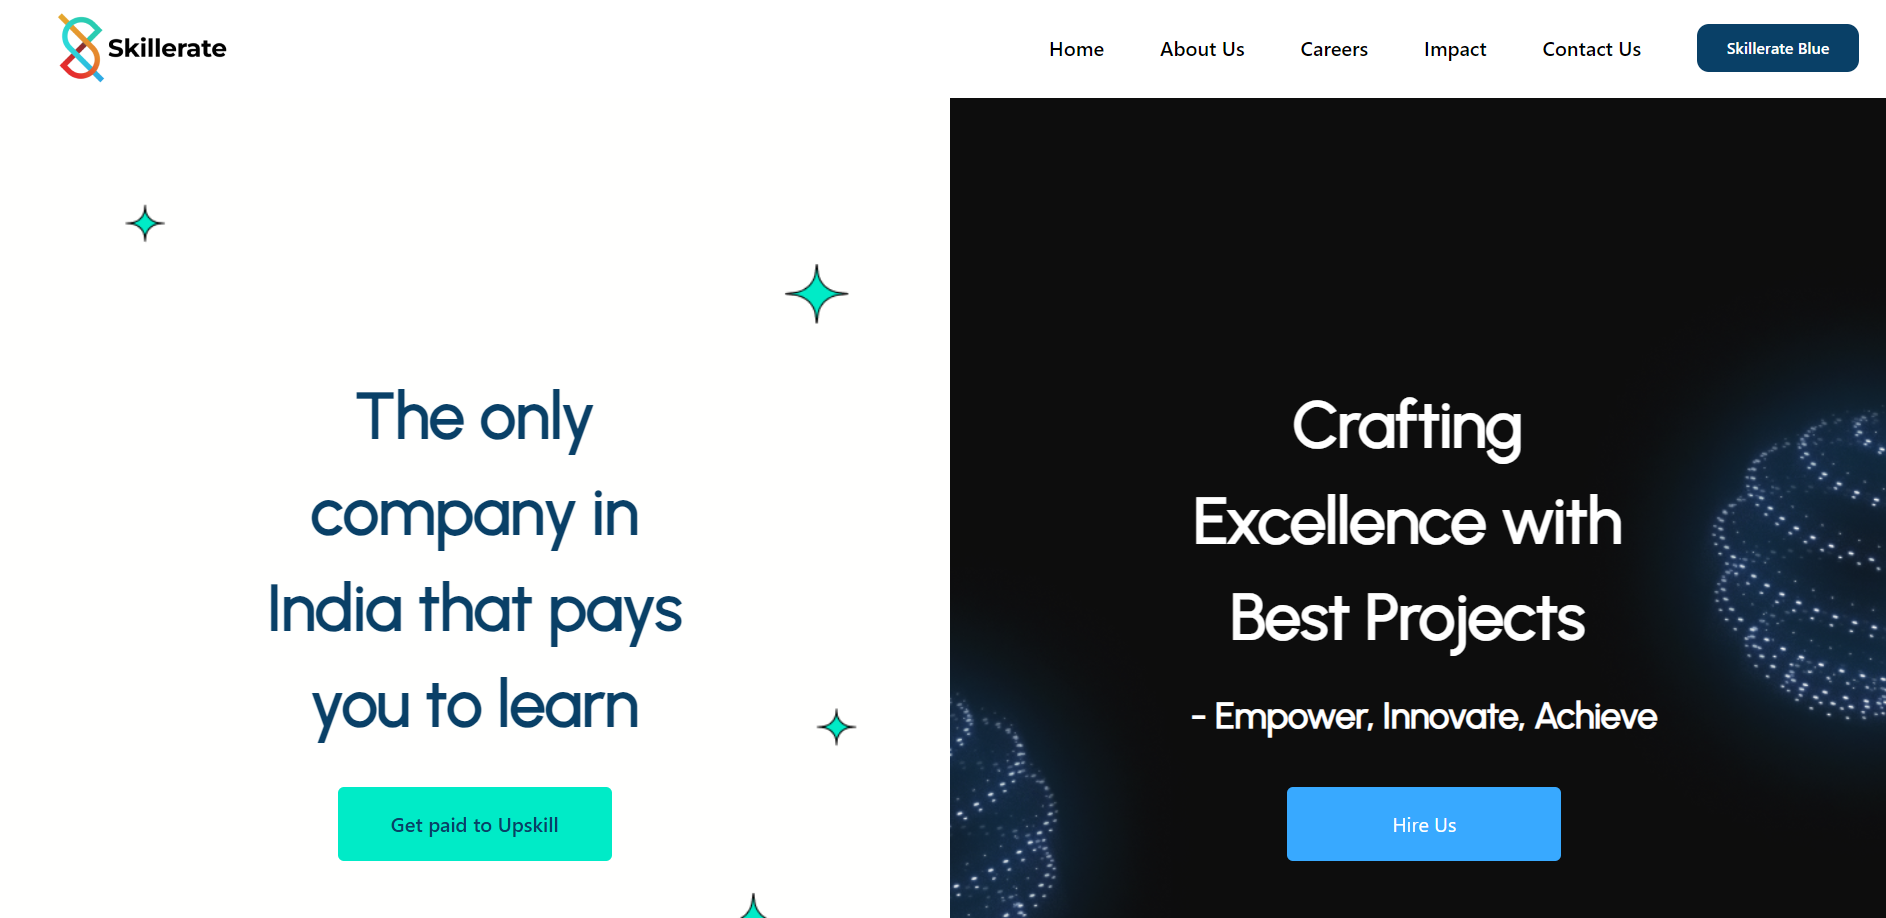 Skillerate
Home About Us Careers Impact Contact Us Skillerate Blue
The only
company in
India that pays
you to learn
Get paid to Upskill
Crafting
Excellence with
Best Projects
- Empower, Innovate, Achieve
Hire Us